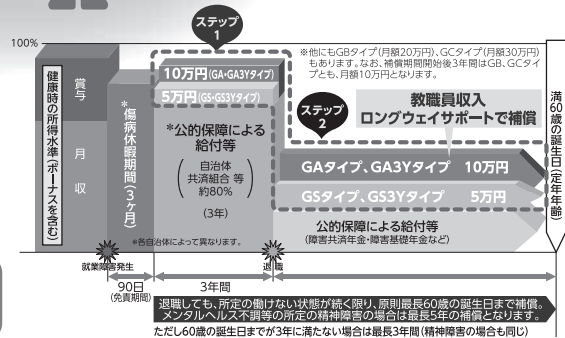 ステップ
1
100%
※他にもGBタイプ(月額20万円)、GCタイプ(月額30万円)
もあります。なお、補償期間開始後3年間はGB、GCタイ
プとも、月額10万円となります。
健康時の所得水準(ボーナスを含む)
賞与
月収
＊傷病休暇期間(3ヶ月)
10万円(GA・GA3Yタイプ)
5万円(GS・GS3Yタイプ)
＊公的保障による
給付等
自治体
共済組合 等
約80%
(3年)
＊各自治体によって異なります。
ステップ
2
教職員収入
ロングウェイサポートで補償
GAタイプ、GA3Yタイプ 10万円
GSタイプ、GS3Yタイプ 5万円
公的保障による給付等
(障害共済年金・障害基礎年金など)
満60歳の誕生日(定年年齢)
就業障害発生
退職
90日
(免責期間)
3年間
退職しても、所定の働けない状態が続く限り、原則最長60歳の誕生日まで補償。
メンタルヘルス不調等の所定の精神障害の場合は最長5年の補償となります。
ただし60歳の誕生日までが3年に満たない場合は最長3年間(精神障害の場合も同じ)